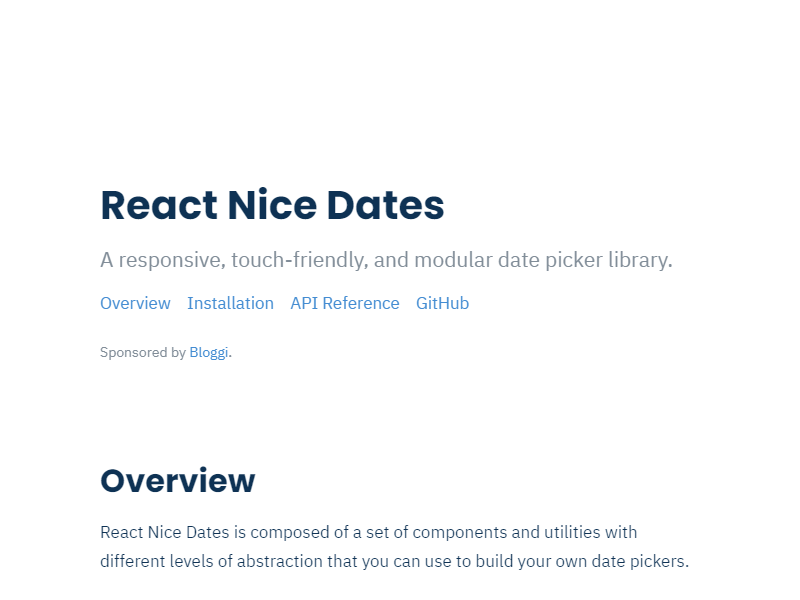 React Nice Dates
A responsive, touch-friendly, and modular date picker library.
Overview Installation API Reference GitHub
Sponsored by Bloggi.
Overview
React Nice Dates is composed of a set of components and utilities with
different levels of abstraction that you can use to build your own date pickers.